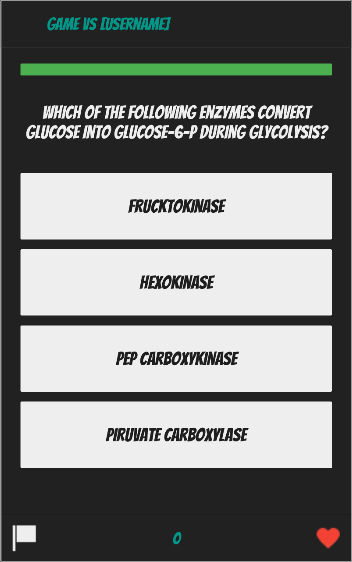 GAME VS [USERNAME]
WHICH OF THE FOLLOWING ENZYMES CONVERT
GLUCOSE INTO GLUCOSE-6-P DURING GLYCOLYSIS?
FRUCKTOKINASE
HEXOKINASE
PEP CARBOXYKINASE
PIRUVATE CARBOXYLASE
0